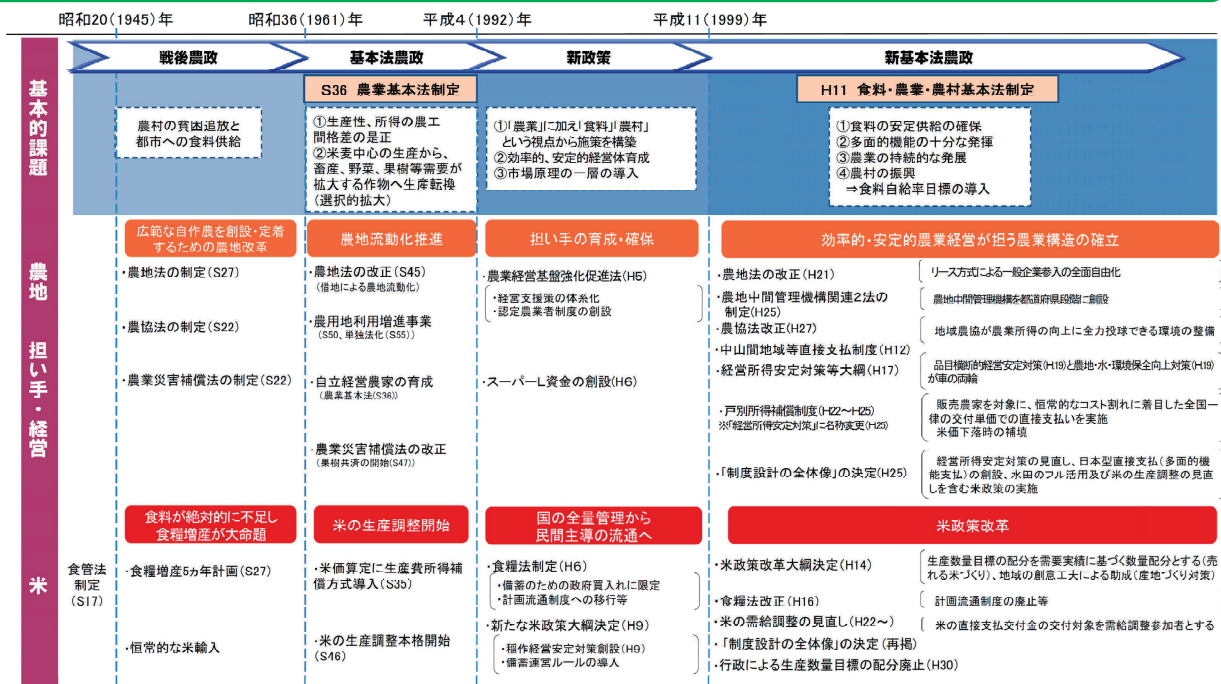 昭和20(1945)年
昭和36(1961)年
平成4(1992)年
平成11(1999)年
戦後農政
基本法農政
新政策
新基本法農政
基本的課題
農村の貧困追放と
都市への食料供給
S36 農業基本法制定
①生産性、所得の農工
間格差の是正
②米麦中心の生産から、
畜産、野菜、果樹等需要が
拡大する作物へ生産転換
(選択的拡大)
①「農業」に加え「食料」「農村」
という視点から施策を構築
②効率的、安定的経営体育成
③市場原理の一層の導入
H11 食料・農業・農村基本法制定
①食料の安定供給の確保
②多面的機能の十分な発揮
③農業の持続的な発展
④農村の振興
⇒食料自給率目標の導入
農地 担い手・経営
広範な自作農を創設・定着
するための農地改革
・農地法の制定(S27)
・農協法の制定(S22)
・農業災害補償法の制定(S22)
農地流動化推進
・農地法の改正(S45)
(借地による農地流動化)
・農用地利用増進事業
(S50、単独法化(S55))
・自立経営農家の育成
(農業基本法(S36))
・農業災害補償法の改正
(果樹共済の開始(S47))
担い手の育成・確保
・農業経営基盤強化促進法(H5)
・経営支援策の体系化
・認定農業者制度の創設
・スーパーL資金の創設(H6)
効率的・安定的農業経営が担う農業構造の確立
・農地法の改正(H21)
リース方式による一般企業参入の全面自由化
・農地中間管理機構関連2法の
制定(H25)
農地中間管理機構を都道府県段階に創設
・農協法改正(H27)
地域農協が農業所得の向上に全力投球できる環境の整備
・中山間地域等直接支払制度(H12)
・経営所得安定対策等大綱(H17)
品目横断的経営安定対策(H19)と農地・水・環境保全向上対策(H19)
が車の両輪
・戸別所得補償制度(H22~H25)
※「経営所得安定対策」に名称変更(H25)
販売農家を対象に、恒常的なコスト割れに着目した全国一
律の交付単価での直接支払いを実施
米価下落時の補填
・「制度設計の全体像」の決定(H25)
経営所得安定対策の見直し、日本型直接支払(多面的機
能支払)の創設、水田のフル活用及び米の生産調整の見直
しを含む米政策の実施
米
食管法
制定
(S17)
食料が絶対的に不足し
食糧増産が大命題
・食糧増産5ヵ年計画(S27)
・恒常的な米輸入
米の生産調整開始
・米価算定に生産費所得補
償方式導入(S35)
・米の生産調整本格開始
(S46)
国の全量管理から
民間主導の流通へ
・食糧法制定(H6)
・備蓄のための政府買入れに限定
・計画流通制度への移行等
・新たな米政策大綱決定(H9)
・稲作経営安定対策創設(H9)
・備蓄運営ルールの導入
米政策改革
・米政策改革大綱決定(H14)
生産数量目標の配分を需要実績に基づく数量配分とする(売
れる米づくり)、地域の創意工夫による助成(産地づくり対策)
・食糧法改正(H16)
計画流通制度の廃止等
・米の需給調整の見直し(H22~)
米の直接支払交付金の交付対象を需給調整参加者とする
・「制度設計の全体像」の決定(再掲)
・行政による生産数量目標の配分廃止(H30)